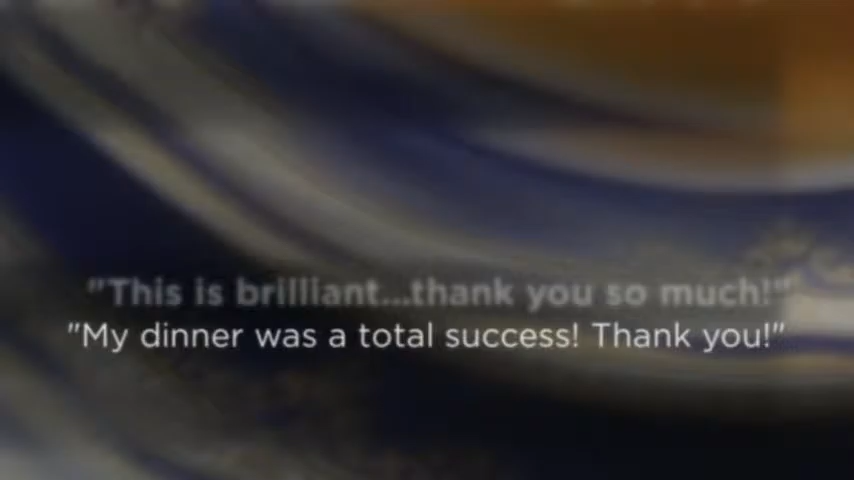 "This is brilliant...thank you so much!"
"My dinner was a total success! Thank you!"